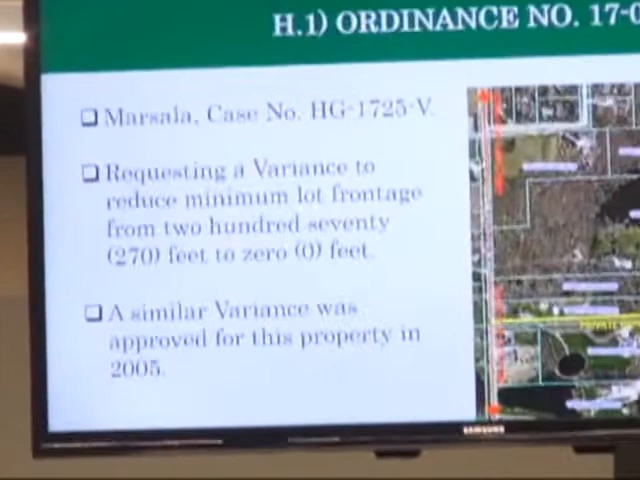 H.1) ORDINANCE NO. 17-0
Marsala, Case No. HG-1725-V.
Requesting a Variance to
reduce minimum lot frontage
from two hundred seventy
(270) feet to zero (0) feet.
A similar Variance was
approved for this property in
2005.
PRIVATE
SAMSUNG